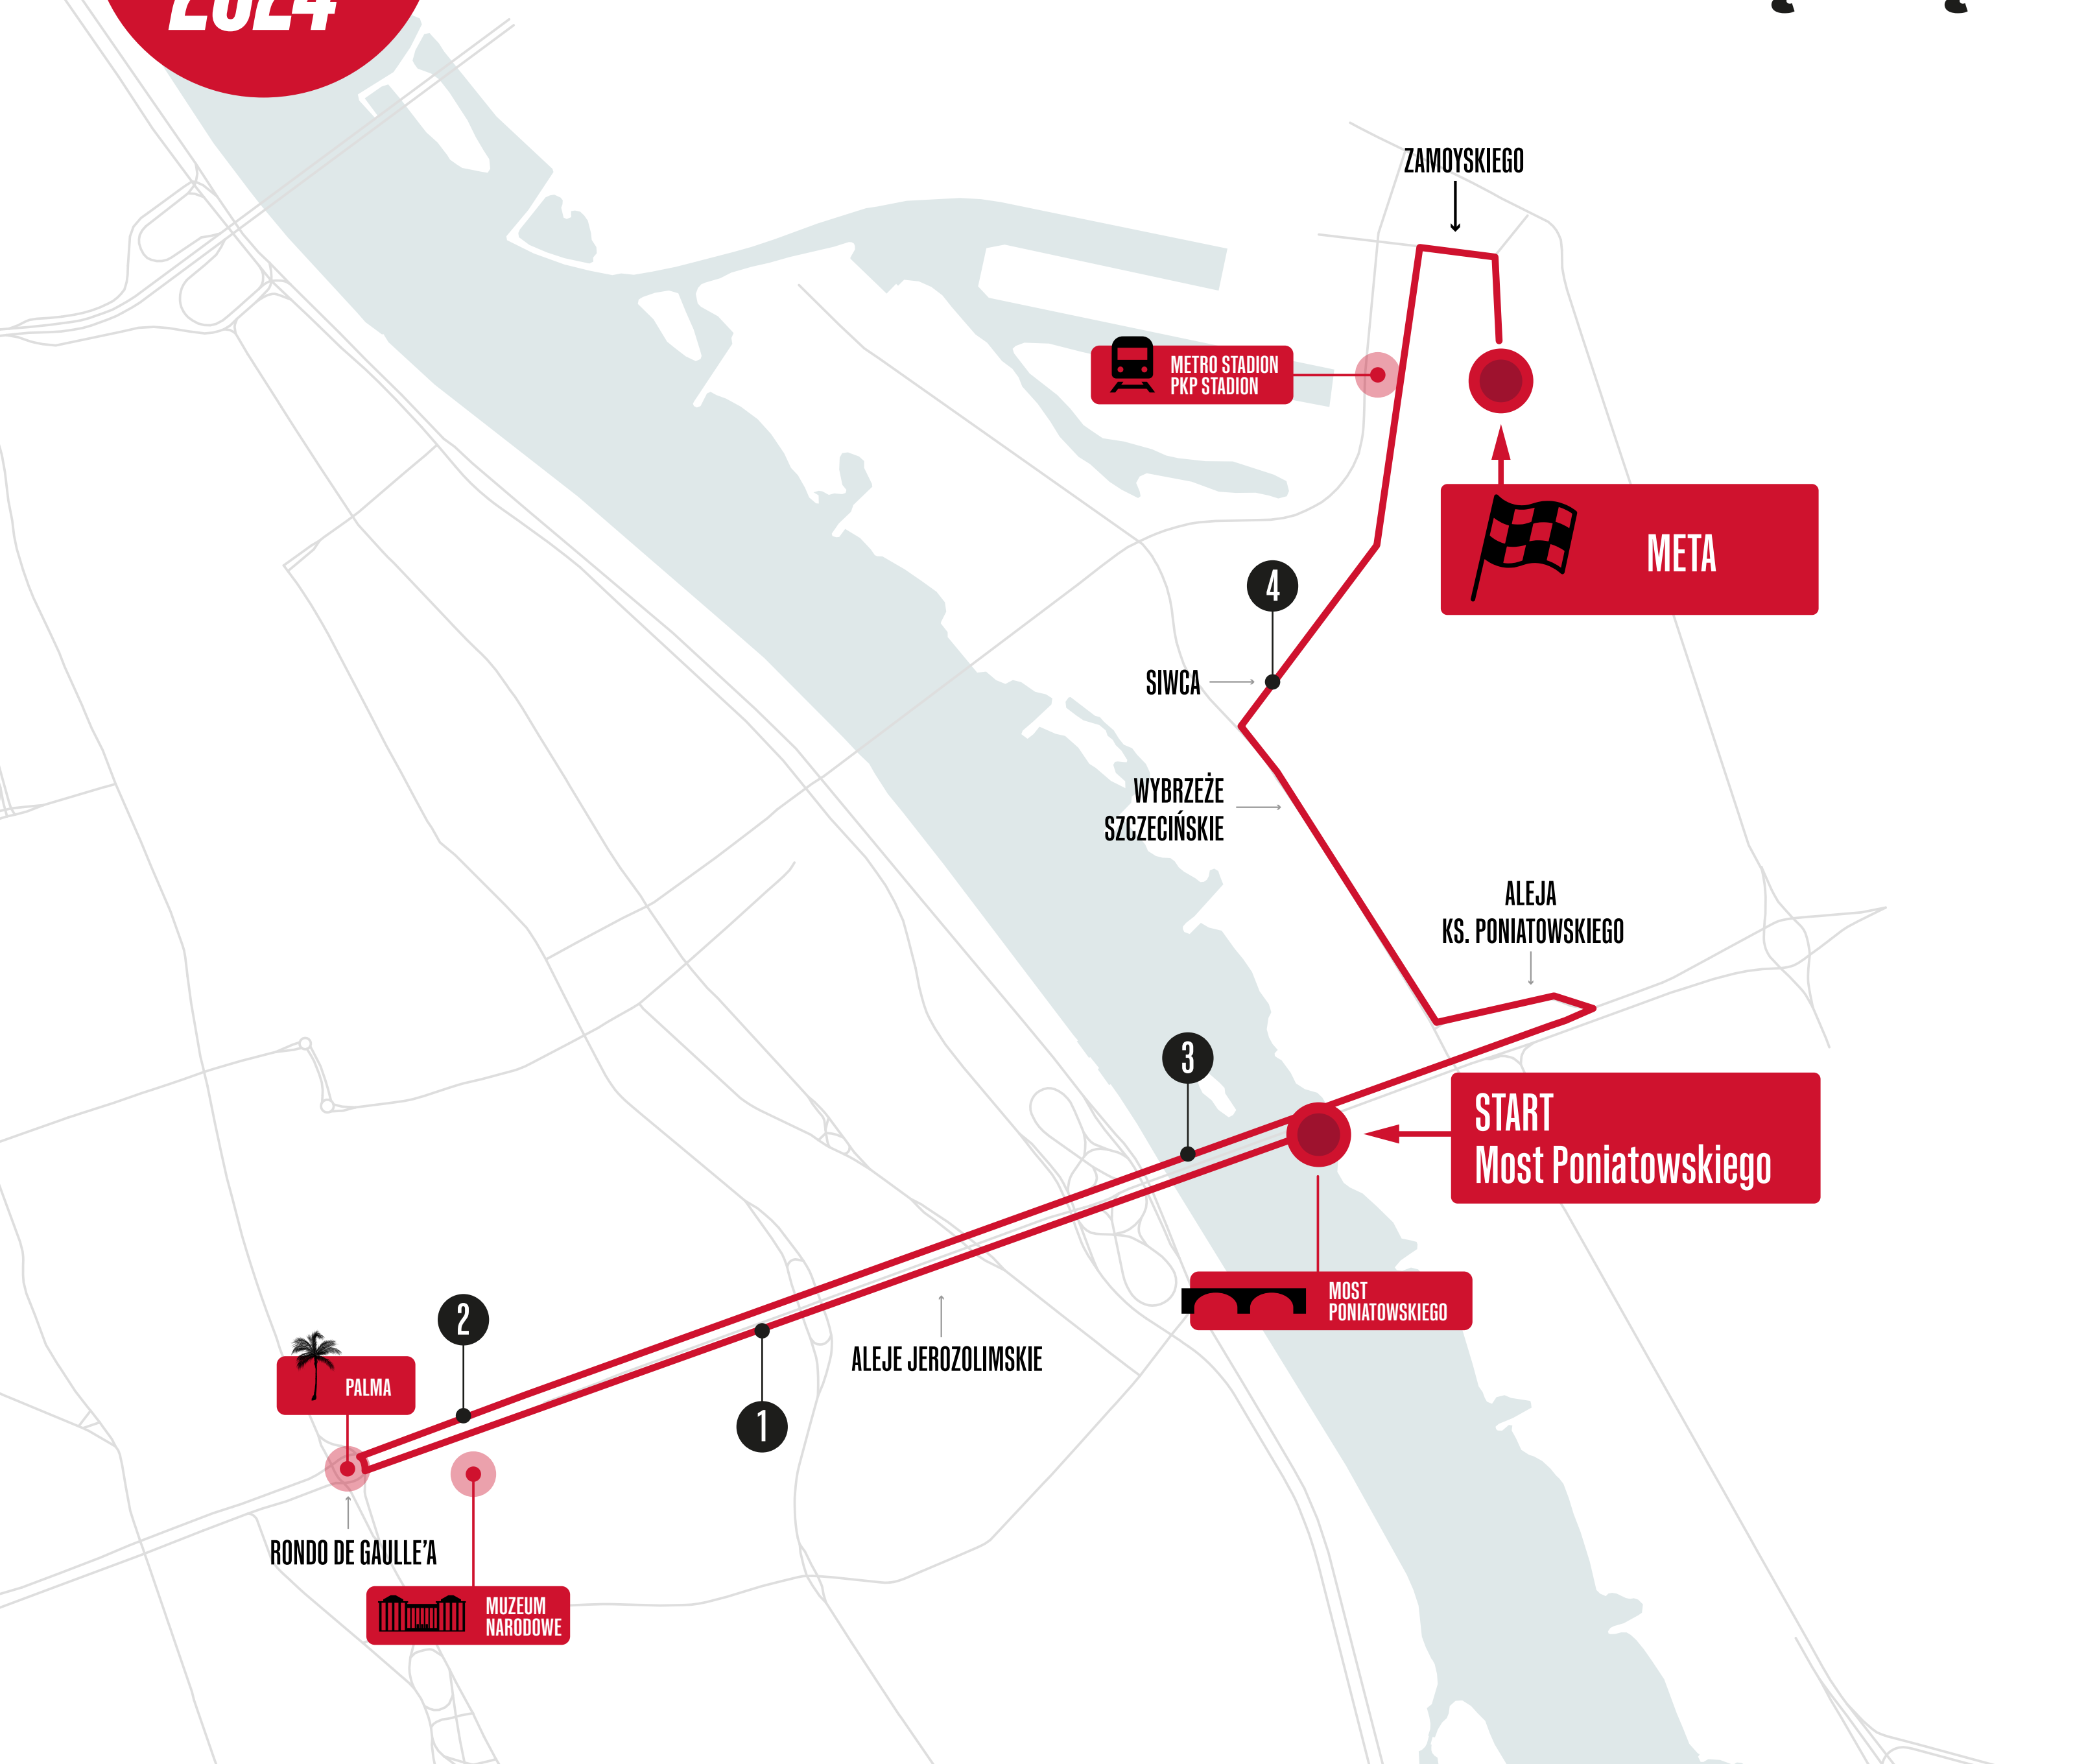 2024
ZAMOYSKIEGO
METRO STADION
PKP STADION
META
4
SIWCA
WYBRZEŻE
SZCZECIŃSKIE
ALEJA
KS. PONIATOWSKIEGO
3
START
Most Poniatowskiego
MOST
PONIATOWSKIEGO
2
ALEJE JEROZOLIMSKIE
PALMA
1
RONDO DE GAULLE'A
MUZEUM
NARODOWE